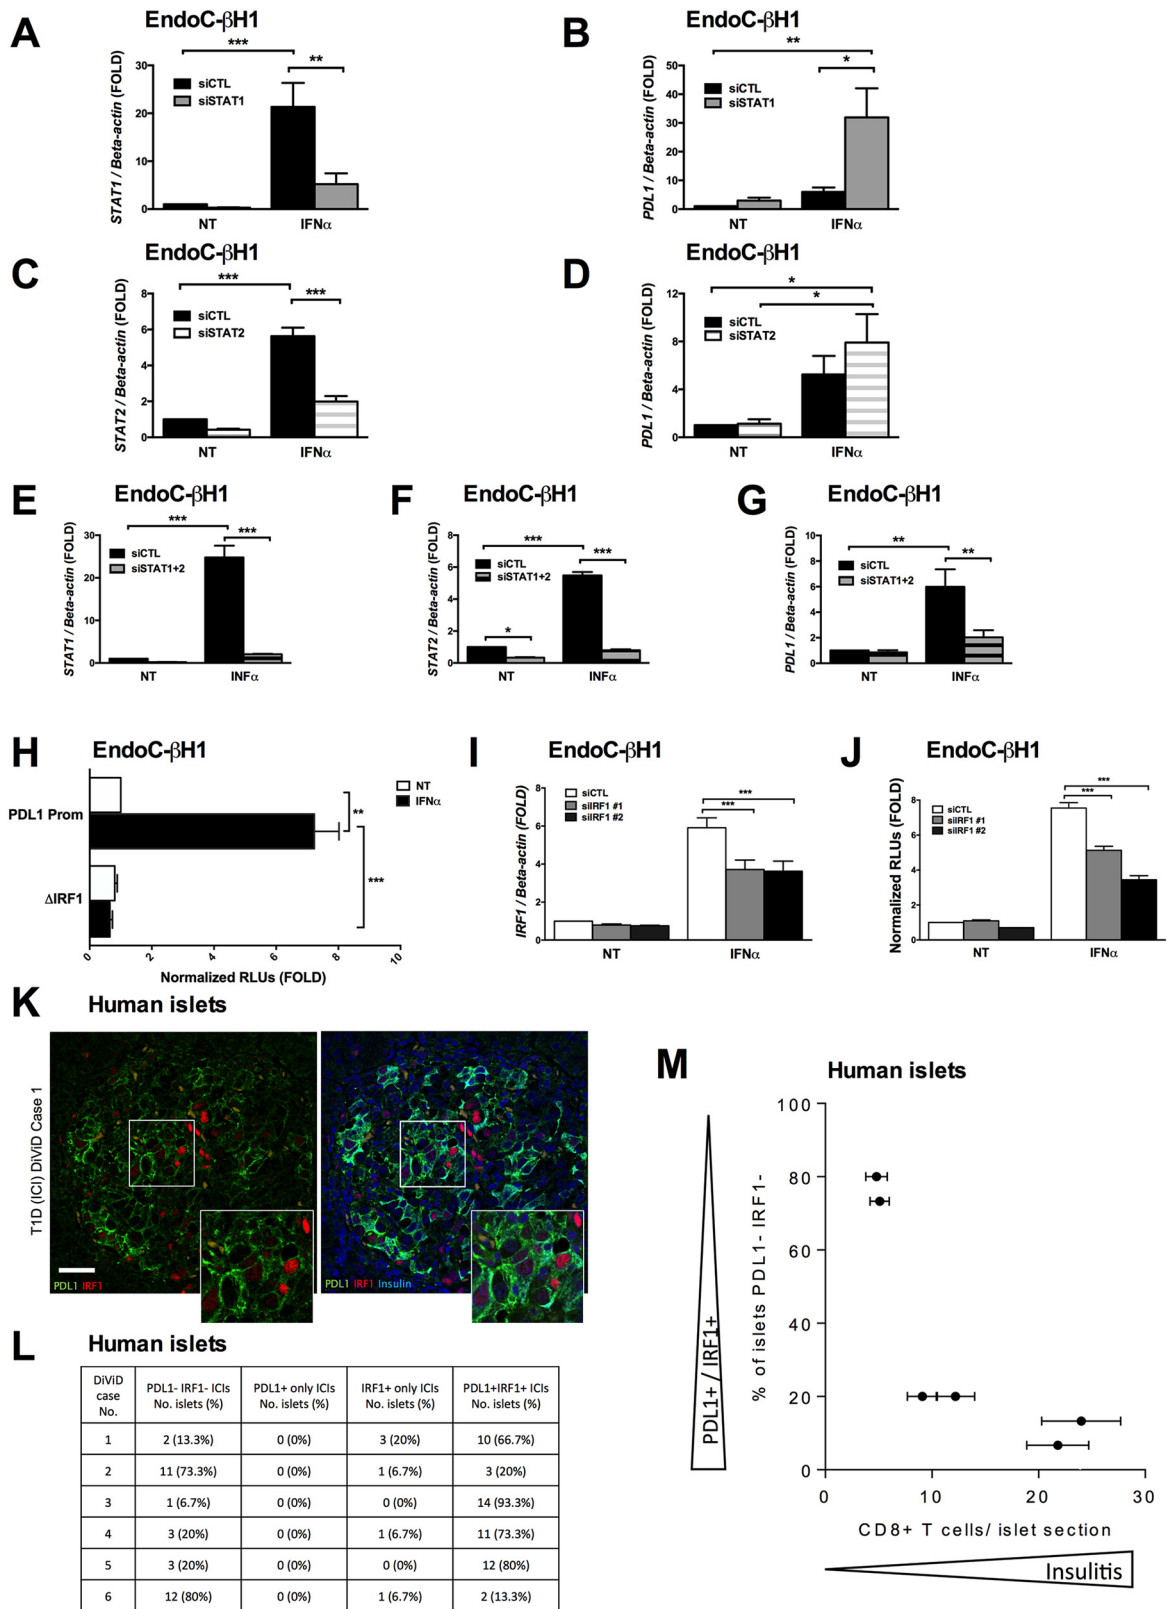 A
EndoC-βH1
***
**
STAT1 / Beta-actin (FOLD)
30
20
10
0
siCTL
siSTAT1
NT
IFNα
B
EndoC-βH1
**
*
PDL1 / Beta-actin (FOLD)
50
40
30
20
10
0
siCTL
siSTAT1
NT
IFNα
C
EndoC-βH1
***
***
STAT2 / Beta-actin (FOLD)
8
6
4
2
0
siCTL
siSTAT2
NT
IFNα
D
EndoC-βH1
*
*
PDL1 / Beta-actin (FOLD)
12
8
4
0
siCTL
siSTAT2
NT
IFNα
E
EndoC-βH1
***
***
STAT1 / Beta-actin (FOLD)
30
20
10
0
siCTL
siSTAT1+2
NT
INFα
F
EndoC-βH1
***
***
*
STAT2 / Beta-actin (FOLD)
8
6
4
2
0
siCTL
siSTAT1+2
NT
INFα
G
EndoC-βH1
**
**
PDL1 / Beta-actin (FOLD)
10
8
6
4
2
0
siCTL
siSTAT1+2
NT
INFα
H
EndoC-βH1
NT
IFNα
PDL1 Prom
ΔIRF1
**
***
0 2 4 6 8 10
Normalized RLUs (FOLD)
I
EndoC-βH1
IRF1 / Beta-actin (FOLD)
8
6
4
2
0
siCTL
siIRF1 #1
siIRF1 #2
***
***
NT
IFNα
J
EndoC-βH1
Normalized RLUs (FOLD)
8
6
4
2
0
siCTL
siIRF1 #1
siIRF1 #2
***
***
NT
IFNα
K
Human islets
T1D (ICI) DiViD Case 1
PDL1 IRF1
PDL1 IRF1 Insulin
L
Human islets
DiViD case No. PDL1- IRF1- ICIs No. islets (%) PDL1+ only ICIs No. islets (%) IRF1+ only ICIs No. islets (%) PDL1+IRF1+ ICIs No. islets (%)
1 2 (13.3%) 0 (0%) 3 (20%) 10 (66.7%)
2 11 (73.3%) 0 (0%) 1 (6.7%) 3 (20%)
3 1 (6.7%) 0 (0%) 0 (0%) 14 (93.3%)
4 3 (20%) 0 (0%) 1 (6.7%) 11 (73.3%)
5 3 (20%) 0 (0%) 0 (0%) 12 (80%)
6 12 (80%) 0 (0%) 1 (6.7%) 2 (13.3%)
M
Human islets
PDL1+ / IRF1+
% of islets PDL1- IRF1-
100
80
60
40
20
0
0 10 20 30
CD8+ T cells/ islet section
Insulitis